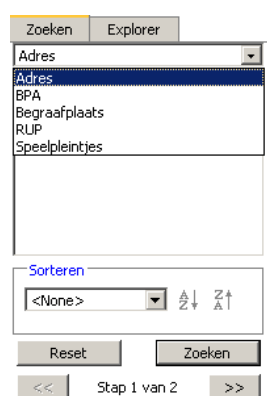 Zoeken Explorer
Adres
Adres
BPA
Begraafplaats
RUP
Speelpleintjes
Sorteren
<None> A Z Z A
Reset Zoeken
<< Stap 1 van 2 >>